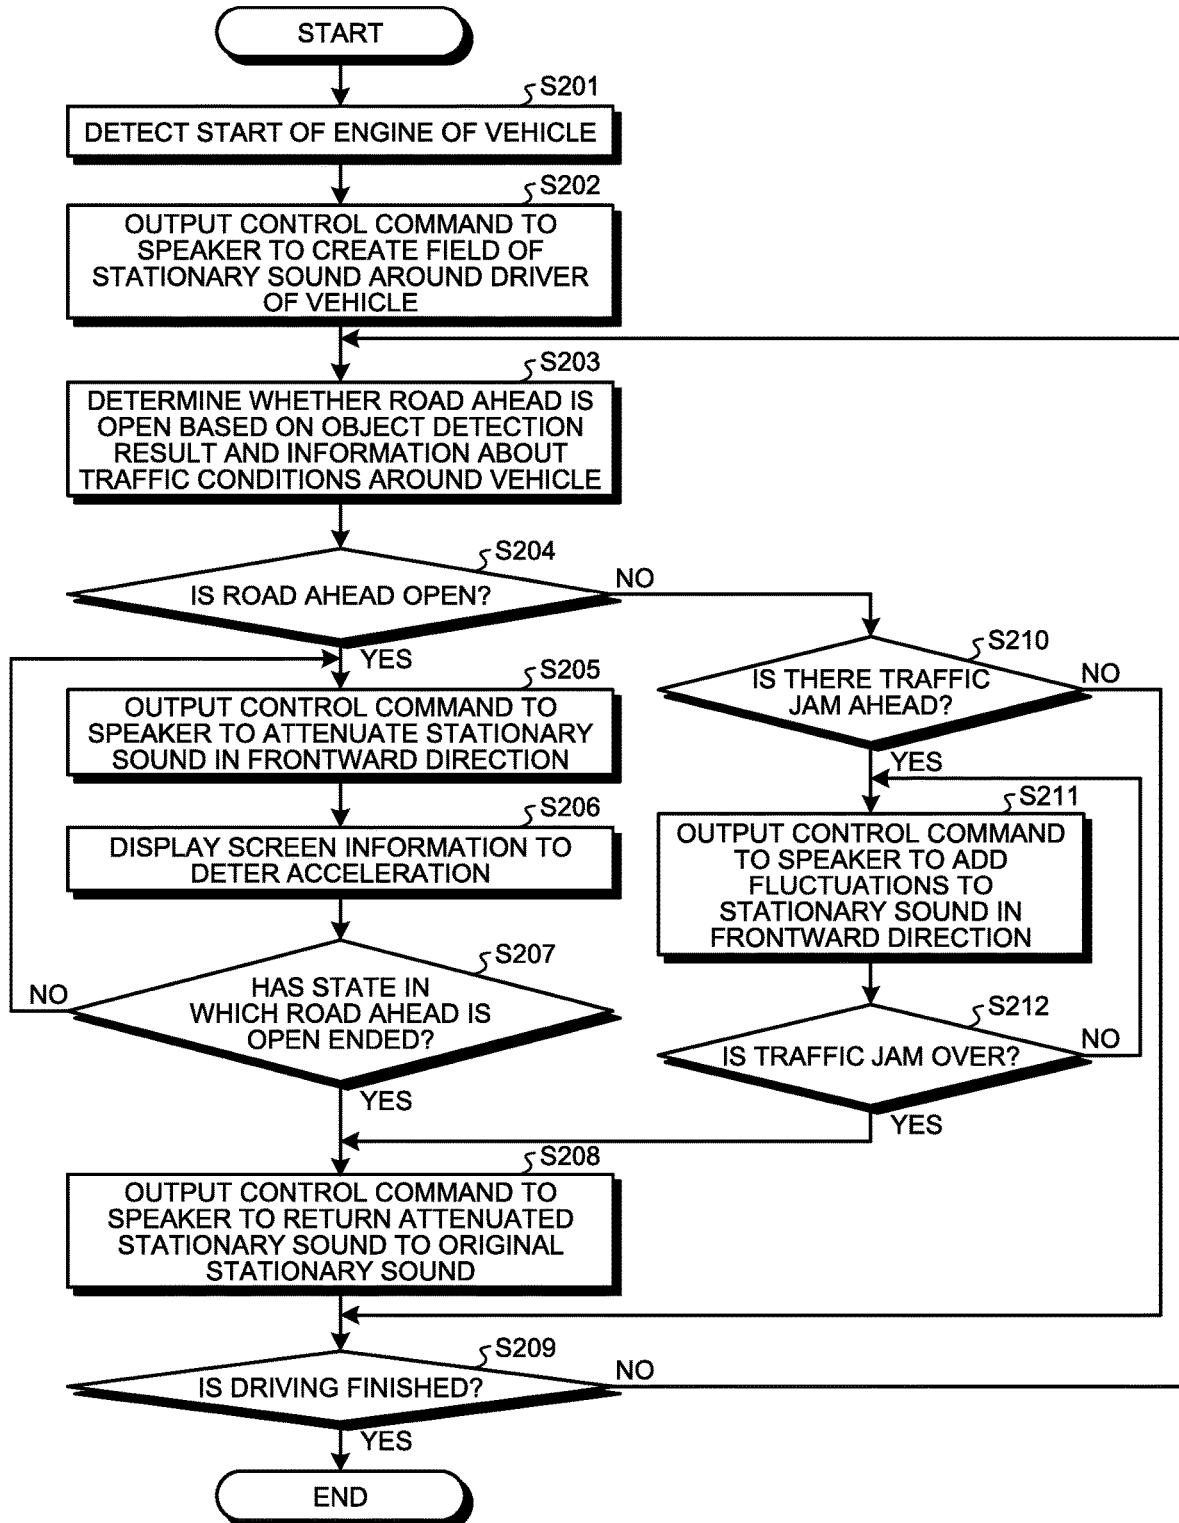 START
S201
DETECT START OF ENGINE OF VEHICLE
S202
OUTPUT CONTROL COMMAND TO
SPEAKER TO CREATE FIELD OF
STATIONARY SOUND AROUND DRIVER
OF VEHICLE
S203
DETERMINE WHETHER ROAD AHEAD IS
OPEN BASED ON OBJECT DETECTION
RESULT AND INFORMATION ABOUT
TRAFFIC CONDITIONS AROUND VEHICLE
S204
IS ROAD AHEAD OPEN?
NO
YES
S205
OUTPUT CONTROL COMMAND TO
SPEAKER TO ATTENUATE STATIONARY
SOUND IN FRONTWARD DIRECTION
S206
DISPLAY SCREEN INFORMATION TO
DETER ACCELERATION
S207
HAS STATE IN
WHICH ROAD AHEAD IS
OPEN ENDED?
NO
YES
S210
IS THERE TRAFFIC
JAM AHEAD?
NO
YES
S211
OUTPUT CONTROL COMMAND
TO SPEAKER TO ADD
FLUCTUATIONS TO
STATIONARY SOUND IN
FRONTWARD DIRECTION
S212
IS TRAFFIC JAM OVER?
NO
YES
S208
OUTPUT CONTROL COMMAND TO
SPEAKER TO RETURN ATTENUATED
STATIONARY SOUND TO ORIGINAL
STATIONARY SOUND
S209
IS DRIVING FINISHED?
NO
YES
END